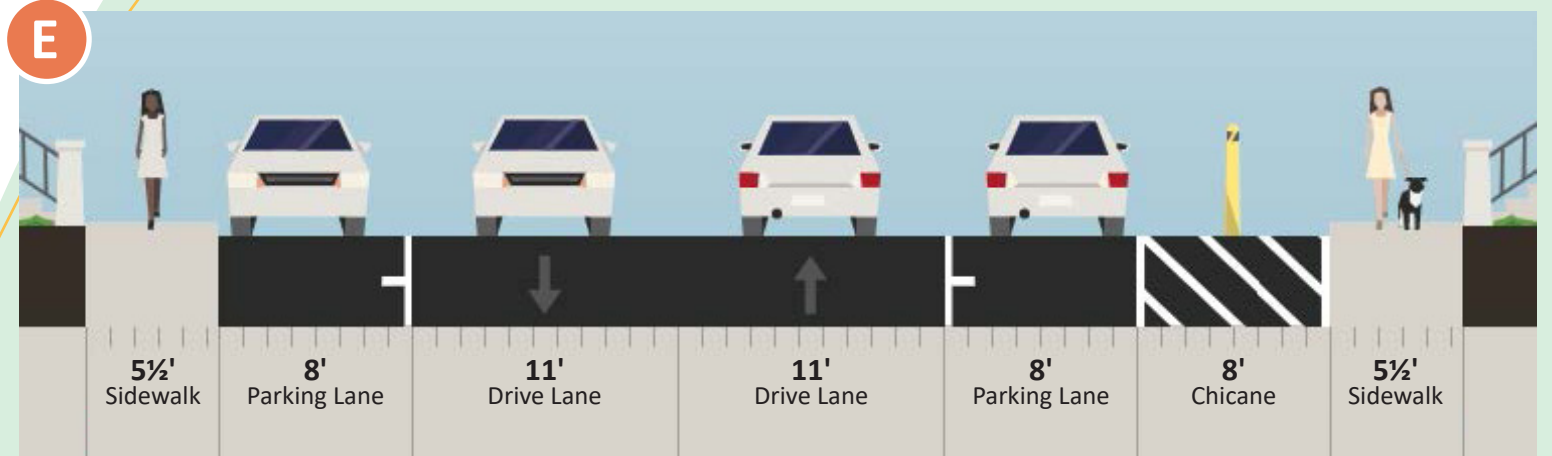 E
5½' 8' 11' 11' 8' 8' 5½'
Sidewalk Parking Lane Drive Lane Drive Lane Parking Lane Chicane Sidewalk